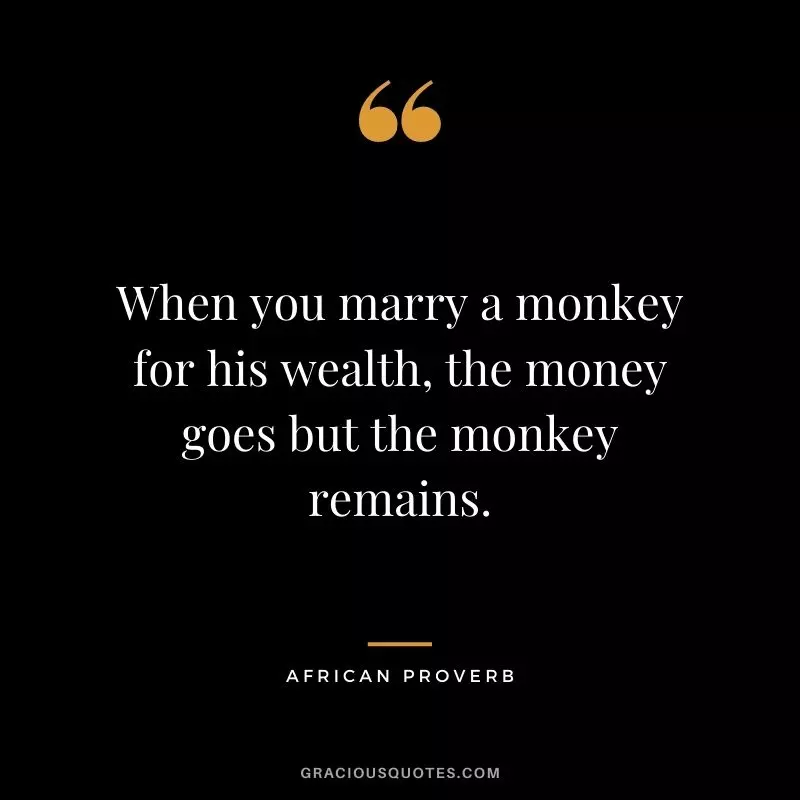 “
When you marry a monkey
for his wealth, the money
goes but the monkey
remains.
AFRICAN PROVERB
GRACIOUSQUOTES.COM